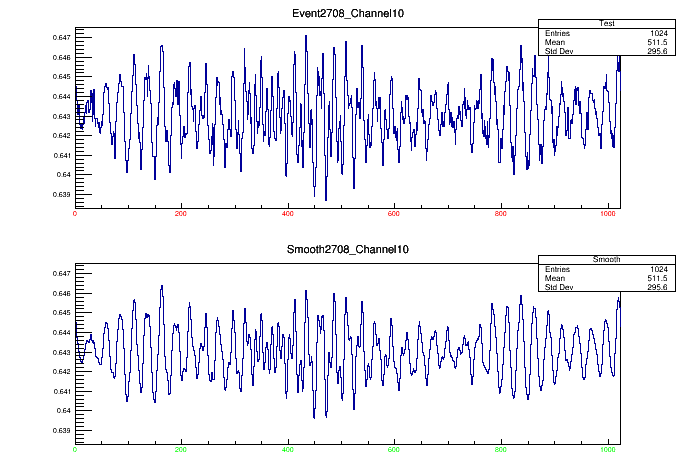 Event2708_Channel10
Test
Entries 1024
Mean 511.5
Std Dev 295.6
0.647
0.646
0.645
0.644
0.643
0.642
0.641
0.64
0.639
0 200 400 600 800 1000
Smooth2708_Channel10
Smooth
Entries 1024
Mean 511.5
Std Dev 295.6
0.647
0.646
0.645
0.644
0.643
0.642
0.641
0.64
0.639
0 200 400 600 800 1000